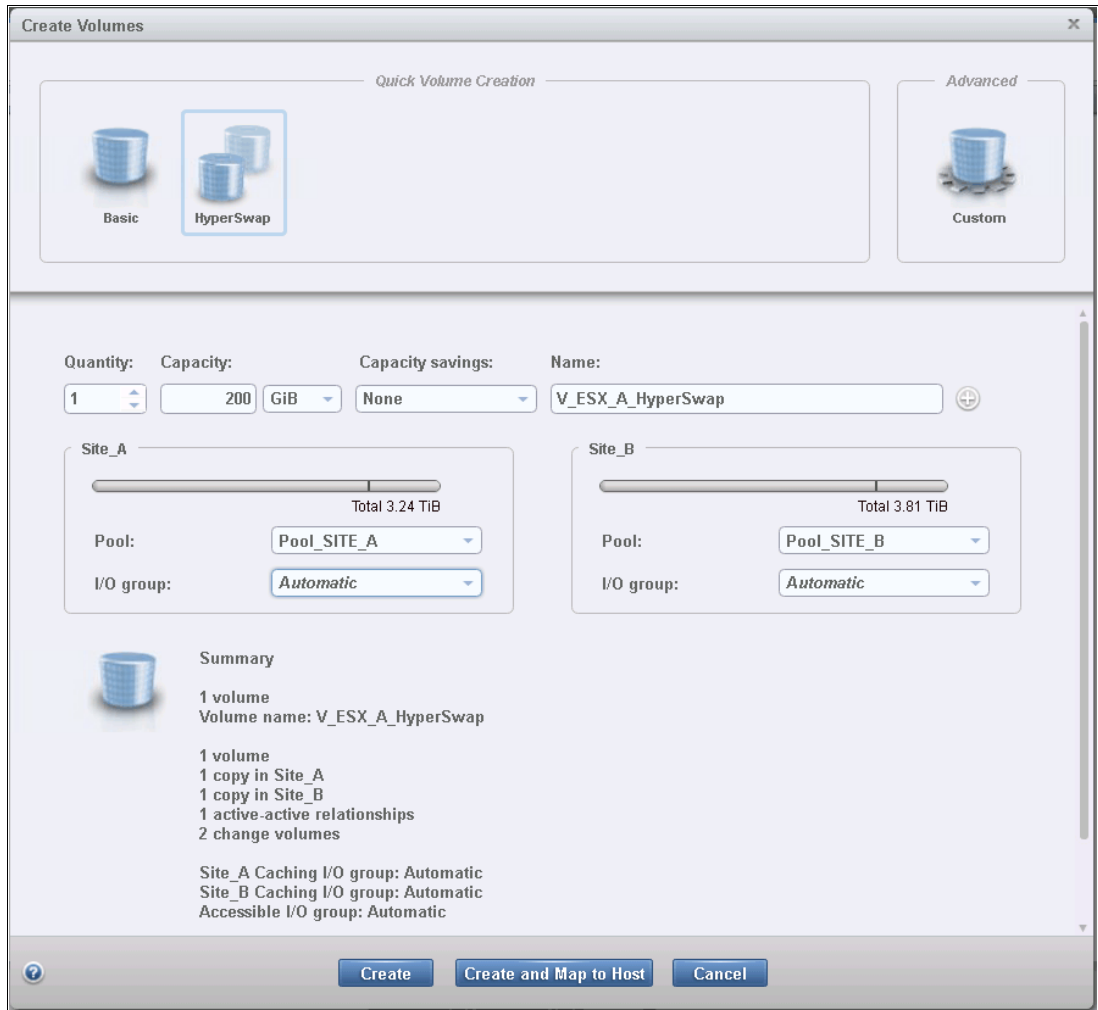 Create Volumes
Quick Volume Creation
Advanced
Basic
HyperSwap
Custom
Quantity: Capacity: Capacity savings: Name:
1 200 GiB None V_ESX_A_HyperSwap
Site_A
Total 3.24 TiB
Pool: Pool_SITE_A
I/O group: Automatic
Site_B
Total 3.81 TiB
Pool: Pool_SITE_B
I/O group: Automatic
Summary
1 volume
Volume name: V_ESX_A_HyperSwap
1 volume
1 copy in Site_A
1 copy in Site_B
1 active-active relationships
2 change volumes
Site_A Caching I/O group: Automatic
Site_B Caching I/O group: Automatic
Accessible I/O group: Automatic
Create Create and Map to Host Cancel